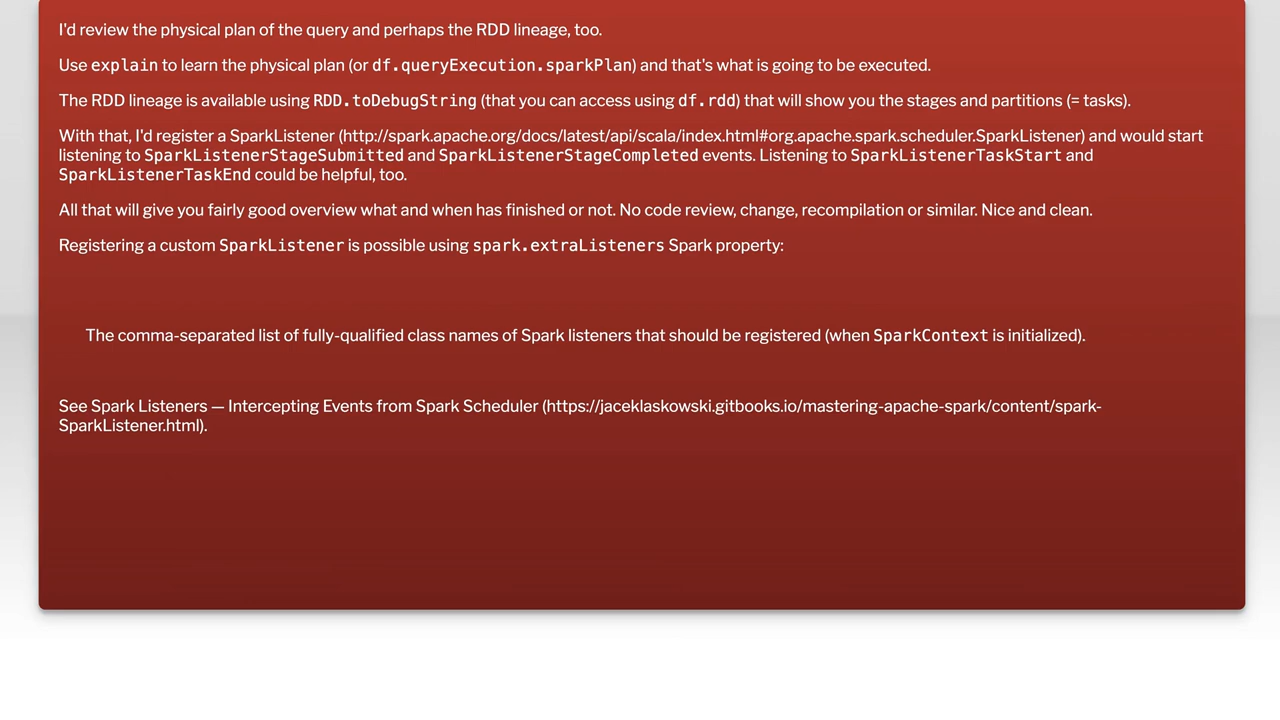 I'd review the physical plan of the query and perhaps the RDD lineage, too.
Use explain to learn the physical plan (or df.queryExecution.sparkPlan) and that's what is going to be executed.
The RDD lineage is available using RDD.toDebugString (that you can access using df.rdd) that will show you the stages and partitions (= tasks).
With that, I'd register a SparkListener (http://spark.apache.org/docs/latest/api/scala/index.html#org.apache.spark.scheduler.SparkListener) and would start
listening to SparkListenerStageSubmitted and SparkListenerStageCompleted events. Listening to SparkListenerTaskStart and
SparkListenerTaskEnd could be helpful, too.
All that will give you fairly good overview what and when has finished or not. No code review, change, recompilation or similar. Nice and clean.
Registering a custom SparkListener is possible using spark.extraListeners Spark property:
The comma-separated list of fully-qualified class names of Spark listeners that should be registered (when SparkContext is initialized).
See Spark Listeners — Intercepting Events from Spark Scheduler (https://jaceklaskowski.gitbooks.io/mastering-apache-spark/content/spark-
SparkListener.html).